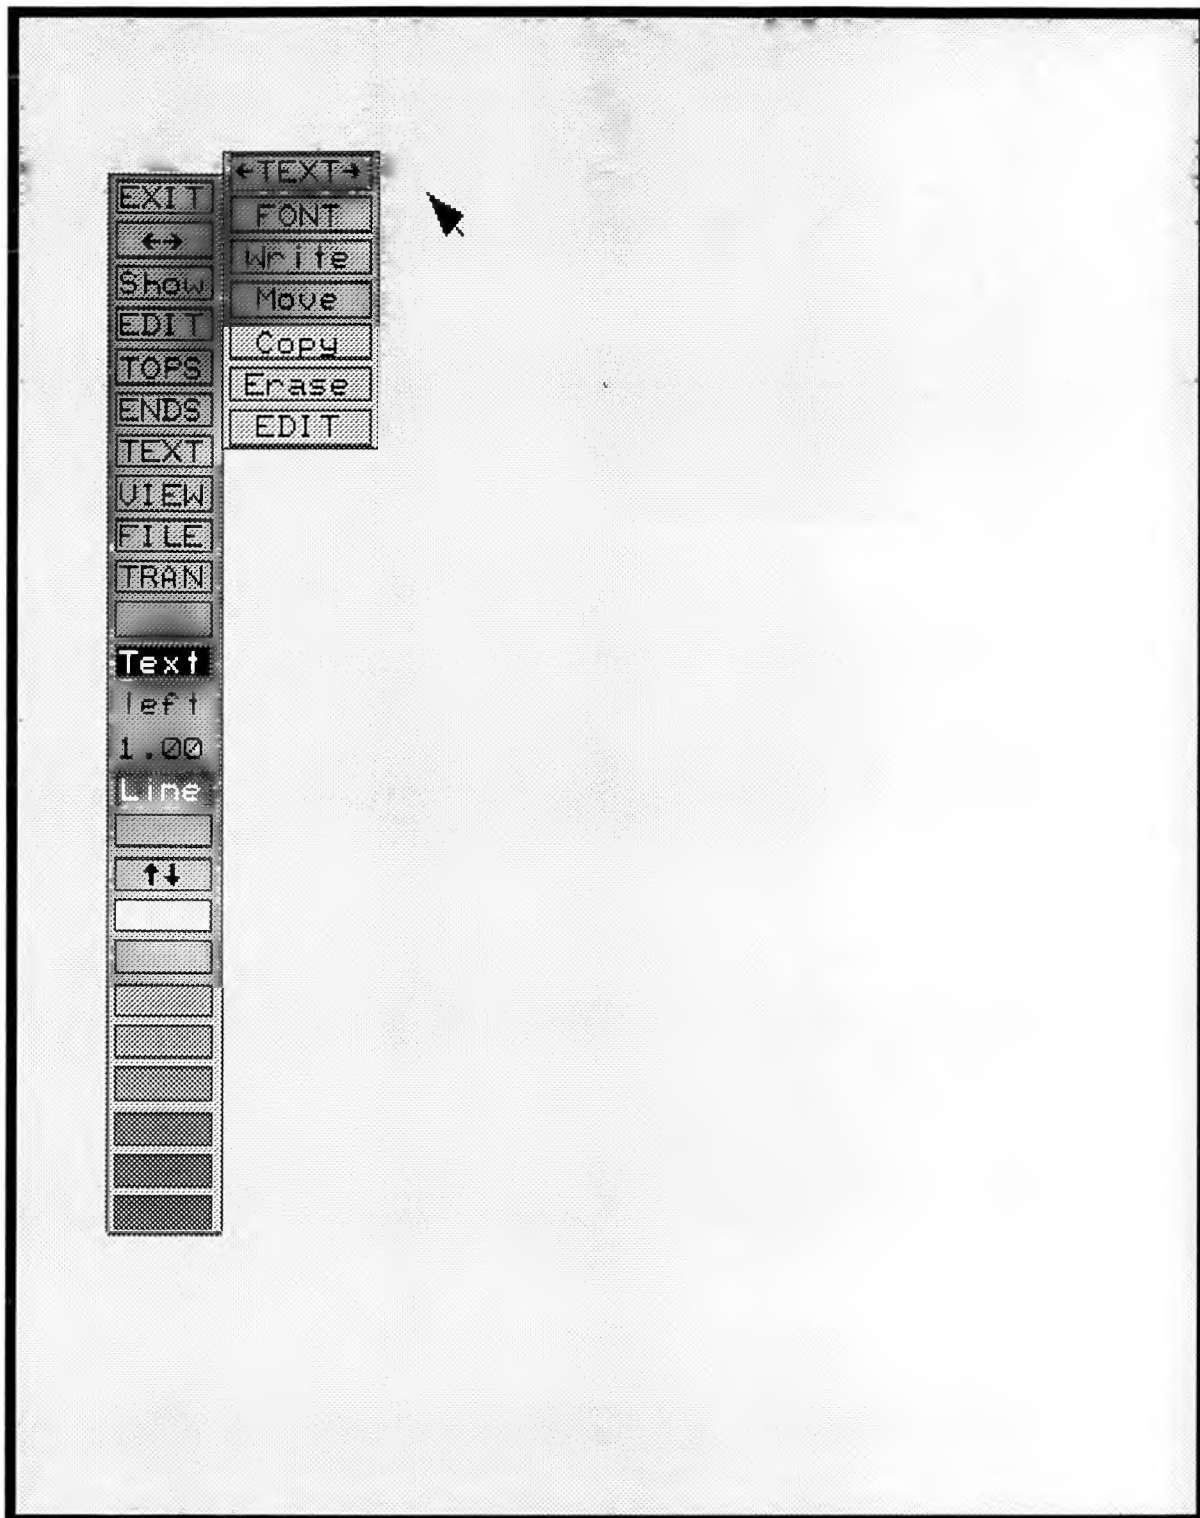 EXIT
←→
Show
EDIT
TOPS
ENDS
TEXT
VIEW
FILE
TRAN
Text
left
1.00
Line
↑↓
←TEXT→
FONT
Write
Move
Copy
Erase
EDIT